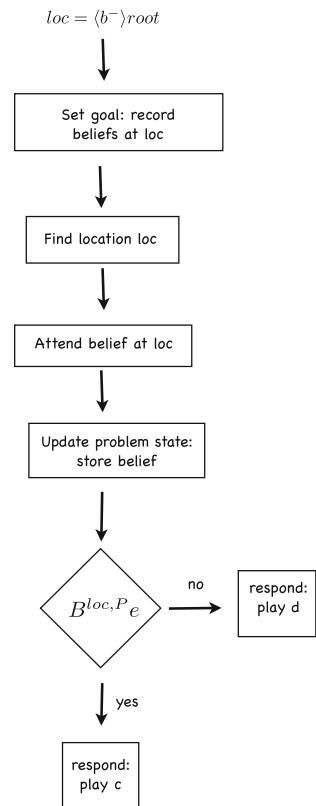 loc = ⟨b⁻⟩root
Set goal: record
beliefs at loc
Find location loc
Attend belief at loc
Update problem state:
store belief
B^{loc,P} e
no
respond:
play d
yes
respond:
play c